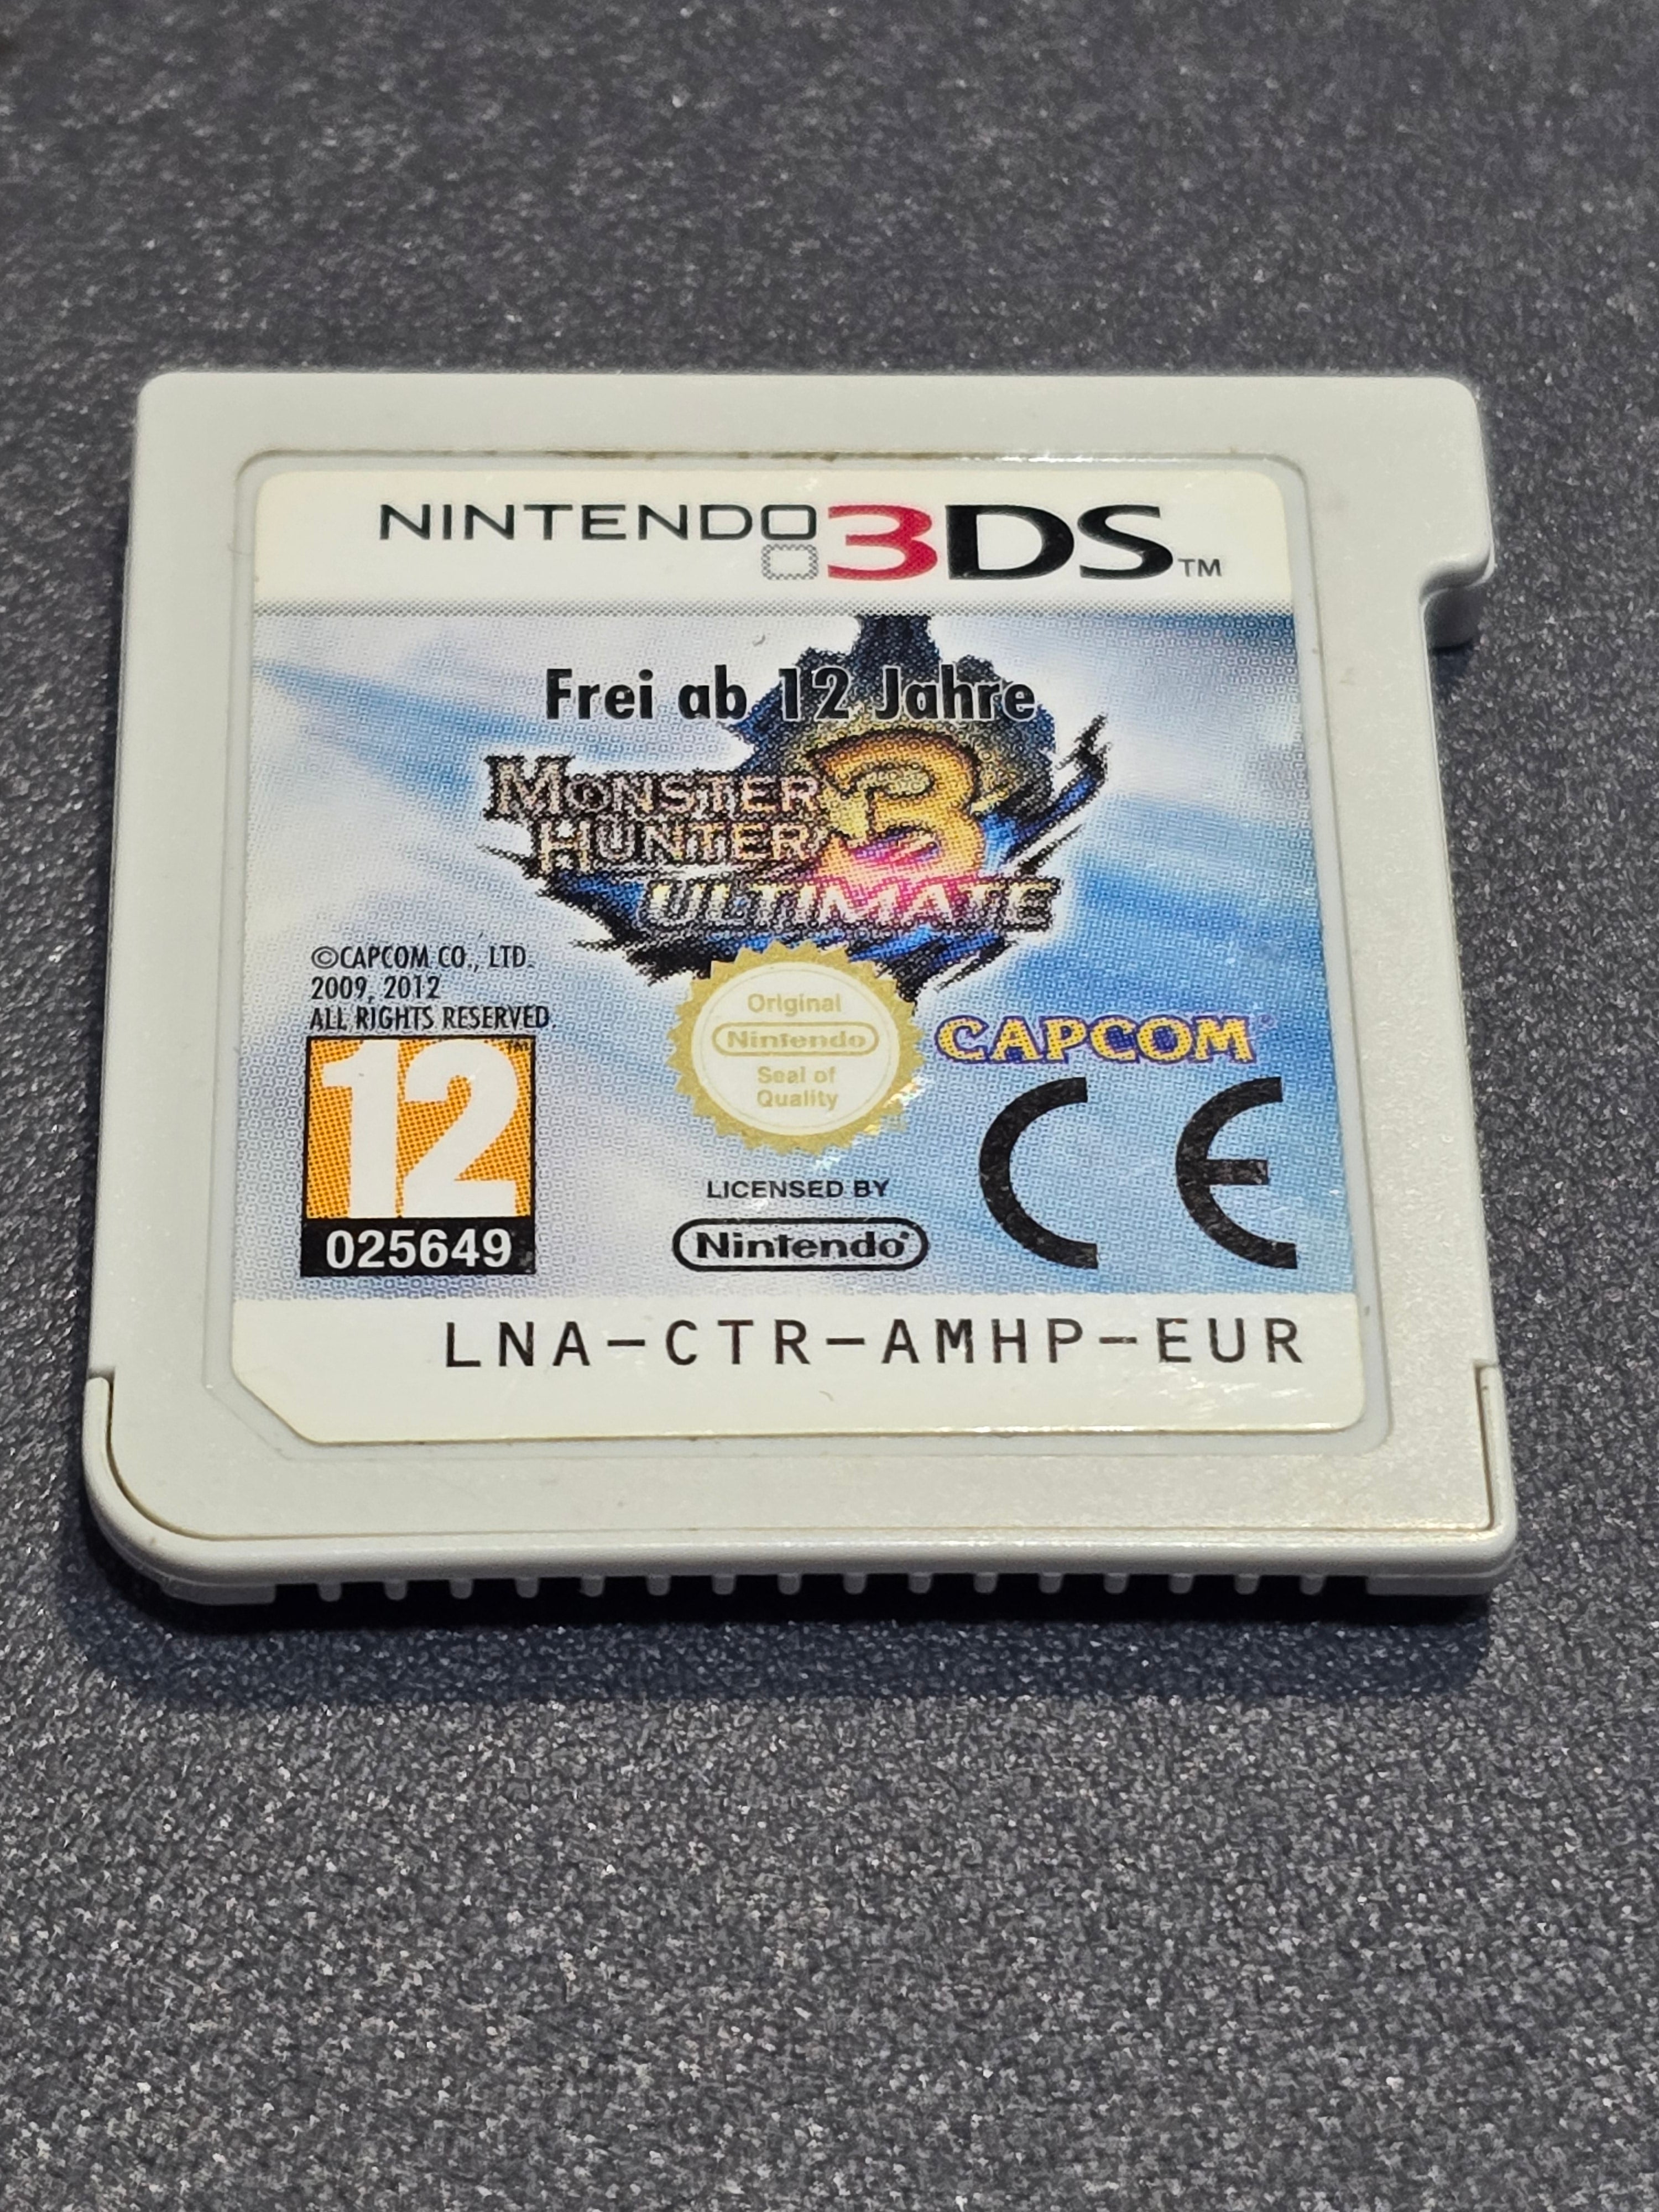 NINTENDO 3DS™
Frei ab 12 Jahre
MONSTER HUNTER 3
ULTIMATE
©CAPCOM CO., LTD.
2009, 2012
ALL RIGHTS RESERVED.
12
025649
Original
Nintendo
Seal of
Quality
LICENSED BY
Nintendo®
CAPCOM
CE
LNA-CTR-AMHP-EUR